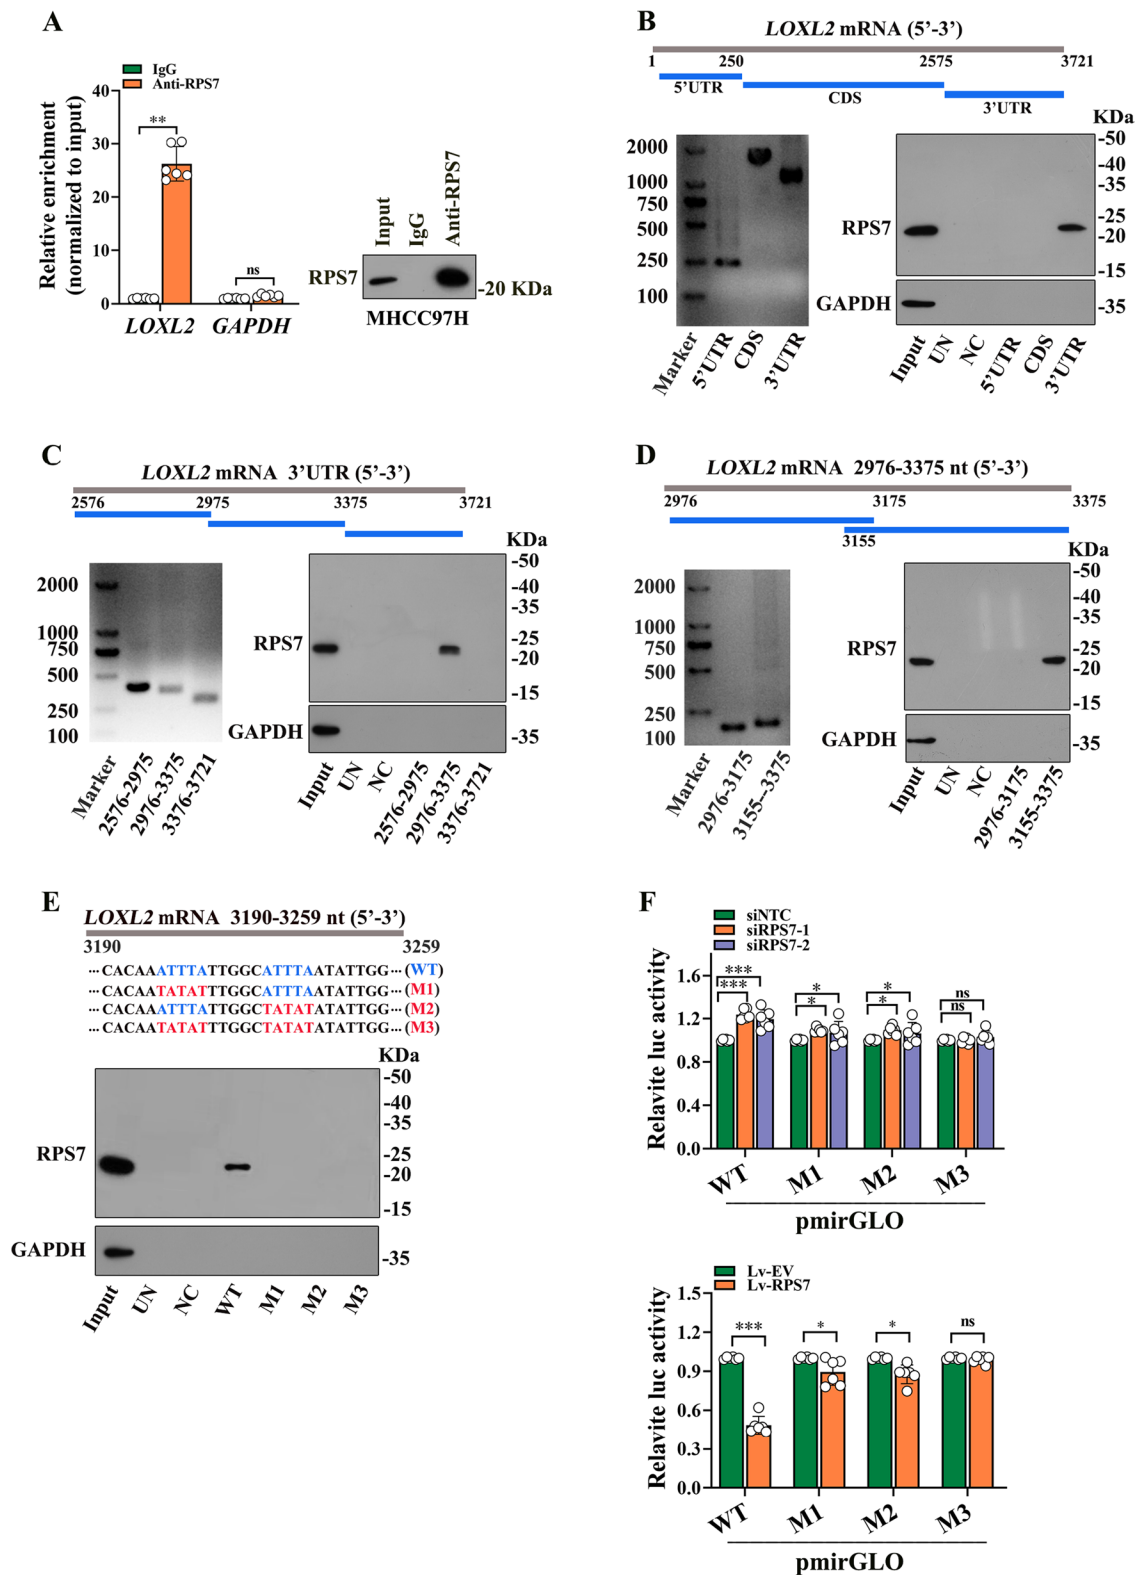 A
IgG
Anti-RPS7
Relative enrichment
(normalized to input)
40
30
20
10
0
**
ns
LOXL2 GAPDH
Input
IgG
Anti-RPS7
RPS7
-20 KDa
MHCC97H
B
LOXL2 mRNA (5’-3’)
1 250 2575 3721
5’UTR
CDS
3’UTR
2000
1000
750
500
250
100
Marker
5’UTR
CDS
3’UTR
KDa
-50
-40
-35
-25
-20
-15
RPS7
GAPDH
-35
Input
UN
NC
5’UTR
CDS
3’UTR
C
LOXL2 mRNA 3’UTR (5’-3’)
2576 2975 3375 3721
2000
1000
750
500
250
100
Marker
2576-2975
2976-3375
3376-3721
KDa
-50
-40
-35
-25
-20
-15
RPS7
GAPDH
-35
Input
UN
NC
2576-2975
2976-3375
3376-3721
D
LOXL2 mRNA 2976-3375 nt (5’-3’)
2976 3175 3375
3155
2000
1000
750
500
250
100
Marker
2976-3175
3155--3375
KDa
-50
-40
-35
-25
-20
-15
RPS7
GAPDH
-35
Input
UN
NC
2976-3175
3155-3375
E
LOXL2 mRNA 3190-3259 nt (5’-3’)
3190 3259
···CACAAATTTATTGGCATTTAATATTGG···(WT)
···CACAATATATTTGGCATTTAATATTGG···(M1)
···CACAAATTTATTGGCTATATATATTGG···(M2)
···CACAATATATTTGGCTATATATATTGG···(M3)
KDa
-50
-40
-35
-25
-20
-15
RPS7
GAPDH
-35
Input
UN
NC
WT
M1
M2
M3
F
siNTC
siRPS7-1
siRPS7-2
Relavite luc activity
1.6
1.2
0.8
0.4
0.0
***
***
*
*
*
*
ns
ns
WT
M1
M2
M3
pmirGLO
Lv-EV
Lv-RPS7
Relavite luc activity
1.5
1.2
0.9
0.6
0.3
0.0
***
*
*
ns
WT
M1
M2
M3
pmirGLO